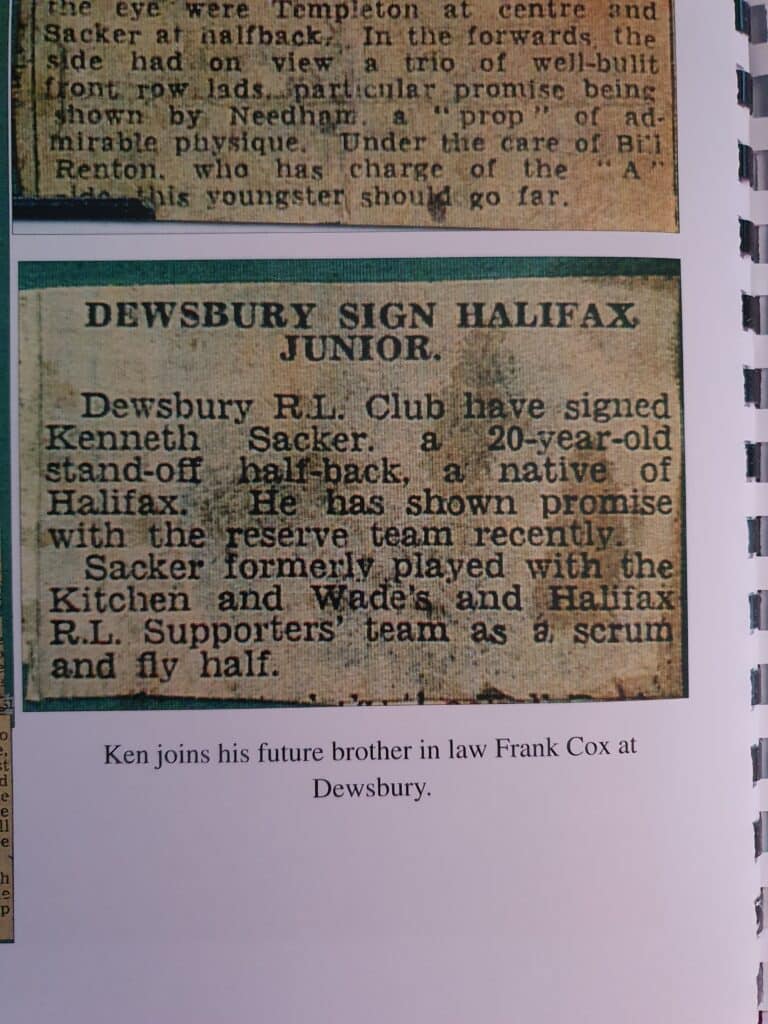 the eye were Templeton at centre and
Sacker at halfback. In the forwards the
side had on view a trio of well-bulit
front row lads, particular promise being
shown by Needham, a "prop" of ad-
mirable physique. Under the care of Bill
Renton, who has charge of the "A"
this youngster should go far.
DEWSBURY SIGN HALIFAX
JUNIOR.
Dewsbury R.L. Club have signed
Kenneth Sacker, a 20-year-old
stand-off half-back, a native of
Halifax. He has shown promise
with the reserve team recently.
Sacker formerly played with the
Kitchen and Wade's and Halifax
R.L. Supporters' team as a scrum
and fly half.
Ken joins his future brother in law Frank Cox at
Dewsbury.